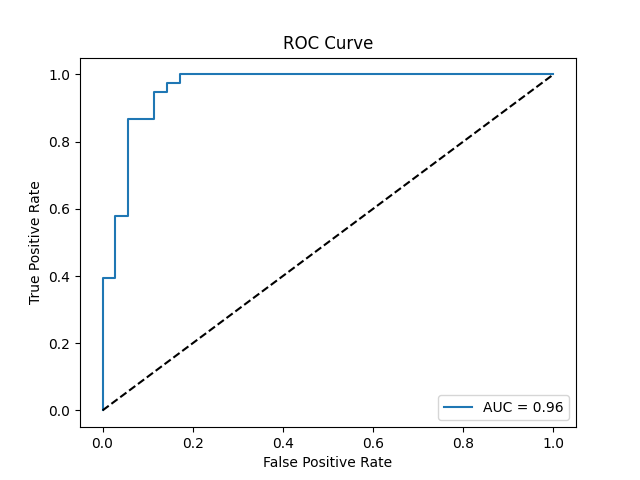 ROC Curve
1.0
0.8
0.6
0.4
0.2
0.0
True Positive Rate
0.0 0.2 0.4 0.6 0.8 1.0
False Positive Rate
AUC = 0.96